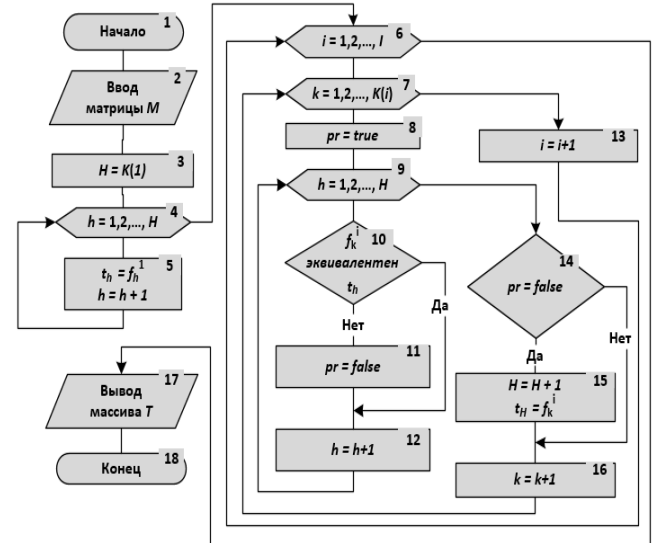 1
Начало
2
Ввод
матрицы M
3
H = K(1)
4
h = 1,2,..., H
5
t_h = f_h^1
h = h + 1
6
i = 1,2,..., I
7
k = 1,2,..., K(i)
8
pr = true
9
h = 1,2,..., H
10
f_k^i
эквивалентен
t_h
Да
Нет
11
pr = false
12
h = h+1
13
i = i+1
14
pr = false
Нет
Да
15
H = H + 1
t_H = f_k^i
16
k = k+1
17
Вывод
массива T
18
Конец